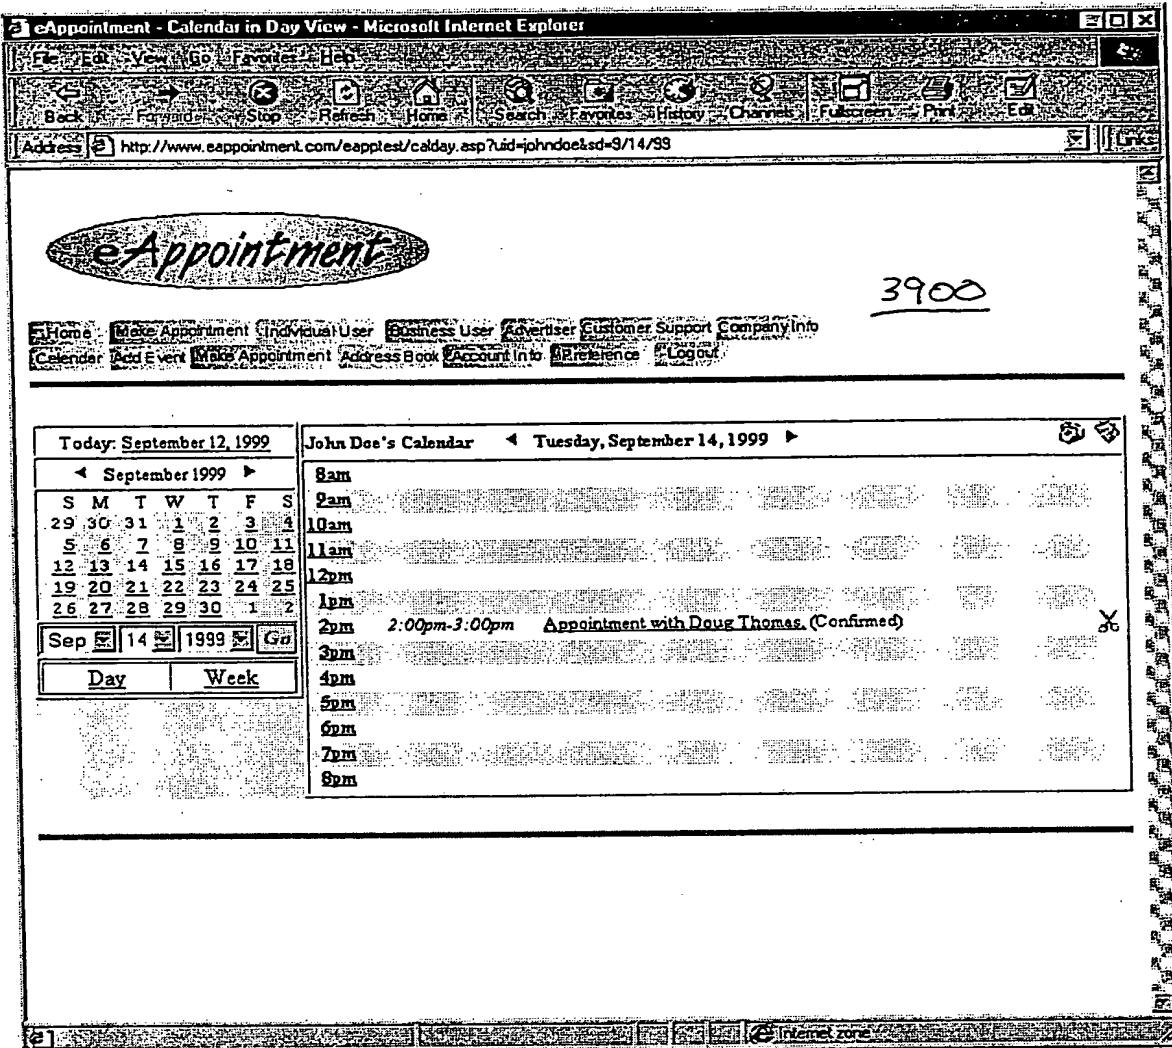 eAppointment - Calendar in Day View - Microsoft Internet Explorer
File Edit View Go Favorites Help
Back Forward Stop Refresh Home Search Favorites History Channels Fullscreen Print Edit
Address http://www.eappointment.com/eapptest/calday.asp?uid=johndoe&sd=9/14/99 Links
eAppointment
3900
Home Make Appointment Individual User Business User Advertiser Customer Support Company Info
Calendar Add Event Make Appointment Address Book Account Info Preference Logout
Today: September 12, 1999
September 1999
S M T W T F S
29 30 31 1 2 3 4
5 6 7 8 9 10 11
12 13 14 15 16 17 18
19 20 21 22 23 24 25
26 27 28 29 30 1 2
Sep 14 1999 Go
Day Week
John Doe's Calendar Tuesday, September 14, 1999
8am
9am
10am
11am
12pm
1pm
2pm 2:00pm-3:00pm Appointment with Doug Thomas. (Confirmed)
3pm
4pm
5pm
6pm
7pm
8pm
Internet zone